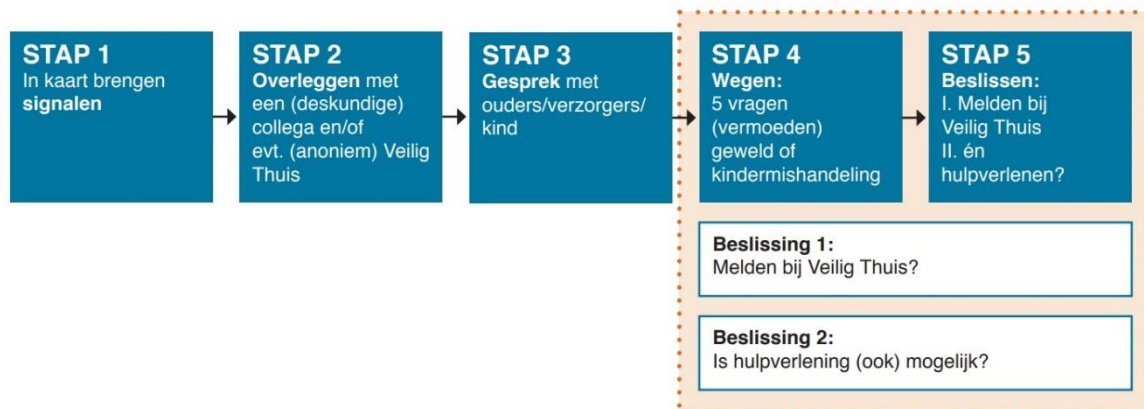 STAP 1
In kaart brengen
signalen
STAP 2
Overleggen met
een (deskundige)
collega en/of
evt. (anoniem) Veilig
Thuis
STAP 3
Gesprek met
ouders/verzorgers/
kind
STAP 4
Wegen:
5 vragen
(vermoeden)
geweld of
kindermishandeling
STAP 5
Beslissen:
I. Melden bij
Veilig Thuis
II. én
hulpverlenen?
Beslissing 1:
Melden bij Veilig Thuis?
Beslissing 2:
Is hulpverlening (ook) mogelijk?